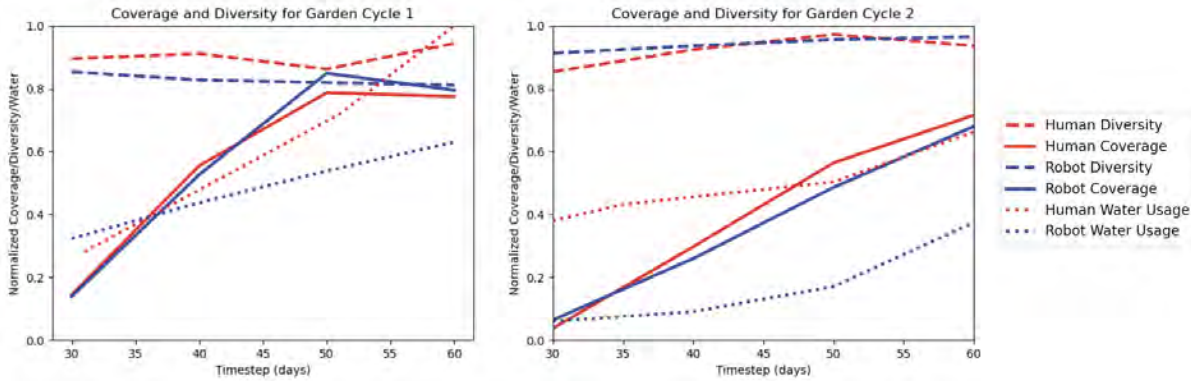 Coverage and Diversity for Garden Cycle 1
Normalized Coverage/Diversity/Water
1.0
0.8
0.6
0.4
0.2
0.0
30 35 40 45 50 55 60
Timestep (days)
Coverage and Diversity for Garden Cycle 2
Normalized Coverage/Diversity/Water
1.0
0.8
0.6
0.4
0.2
0.0
30 35 40 45 50 55 60
Timestep (days)
Human Diversity
Human Coverage
Robot Diversity
Robot Coverage
Human Water Usage
Robot Water Usage